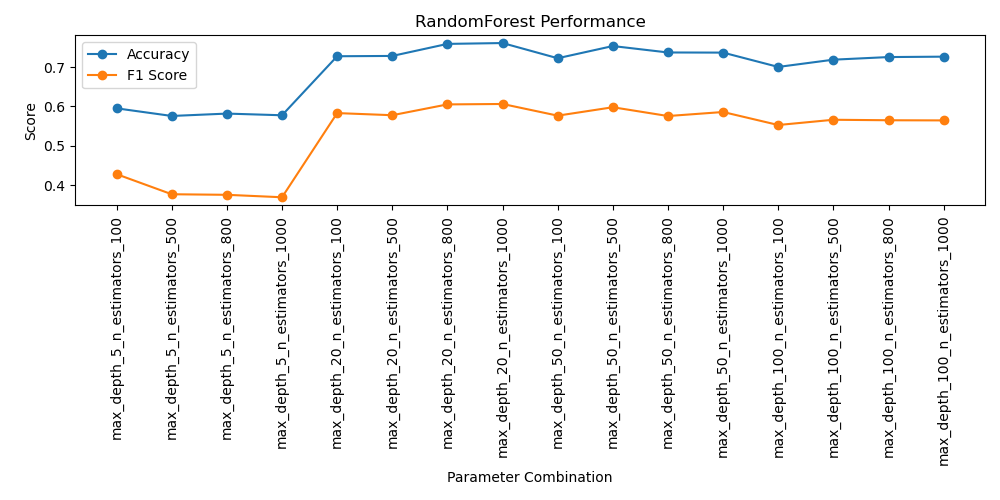 RandomForest Performance
Accuracy
F1 Score
Score
0.7
0.6
0.5
0.4
max_depth_5_n_estimators_100
max_depth_5_n_estimators_500
max_depth_5_n_estimators_800
max_depth_5_n_estimators_1000
max_depth_20_n_estimators_100
max_depth_20_n_estimators_500
max_depth_20_n_estimators_800
max_depth_20_n_estimators_1000
max_depth_50_n_estimators_100
max_depth_50_n_estimators_500
max_depth_50_n_estimators_800
max_depth_50_n_estimators_1000
max_depth_100_n_estimators_100
max_depth_100_n_estimators_500
max_depth_100_n_estimators_800
max_depth_100_n_estimators_1000
Parameter Combination